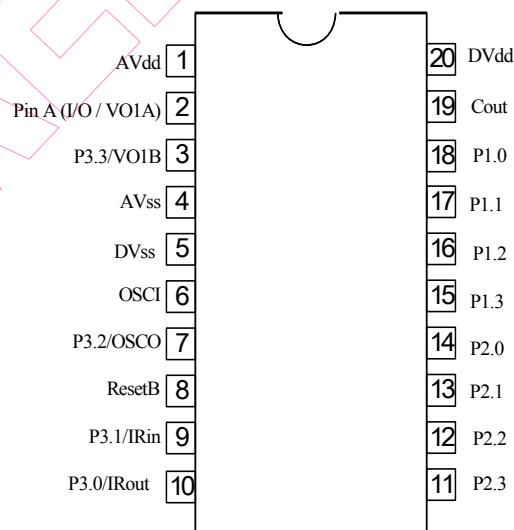 AVdd 1
Pin A (I/O / VO1A) 2
P3.3/VO1B 3
AVss 4
DVss 5
OSCI 6
P3.2/OSCO 7
ResetB 8
P3.1/IRin 9
P3.0/IRout 10
20 DVdd
19 Cout
18 P1.0
17 P1.1
16 P1.2
15 P1.3
14 P2.0
13 P2.1
12 P2.2
11 P2.3